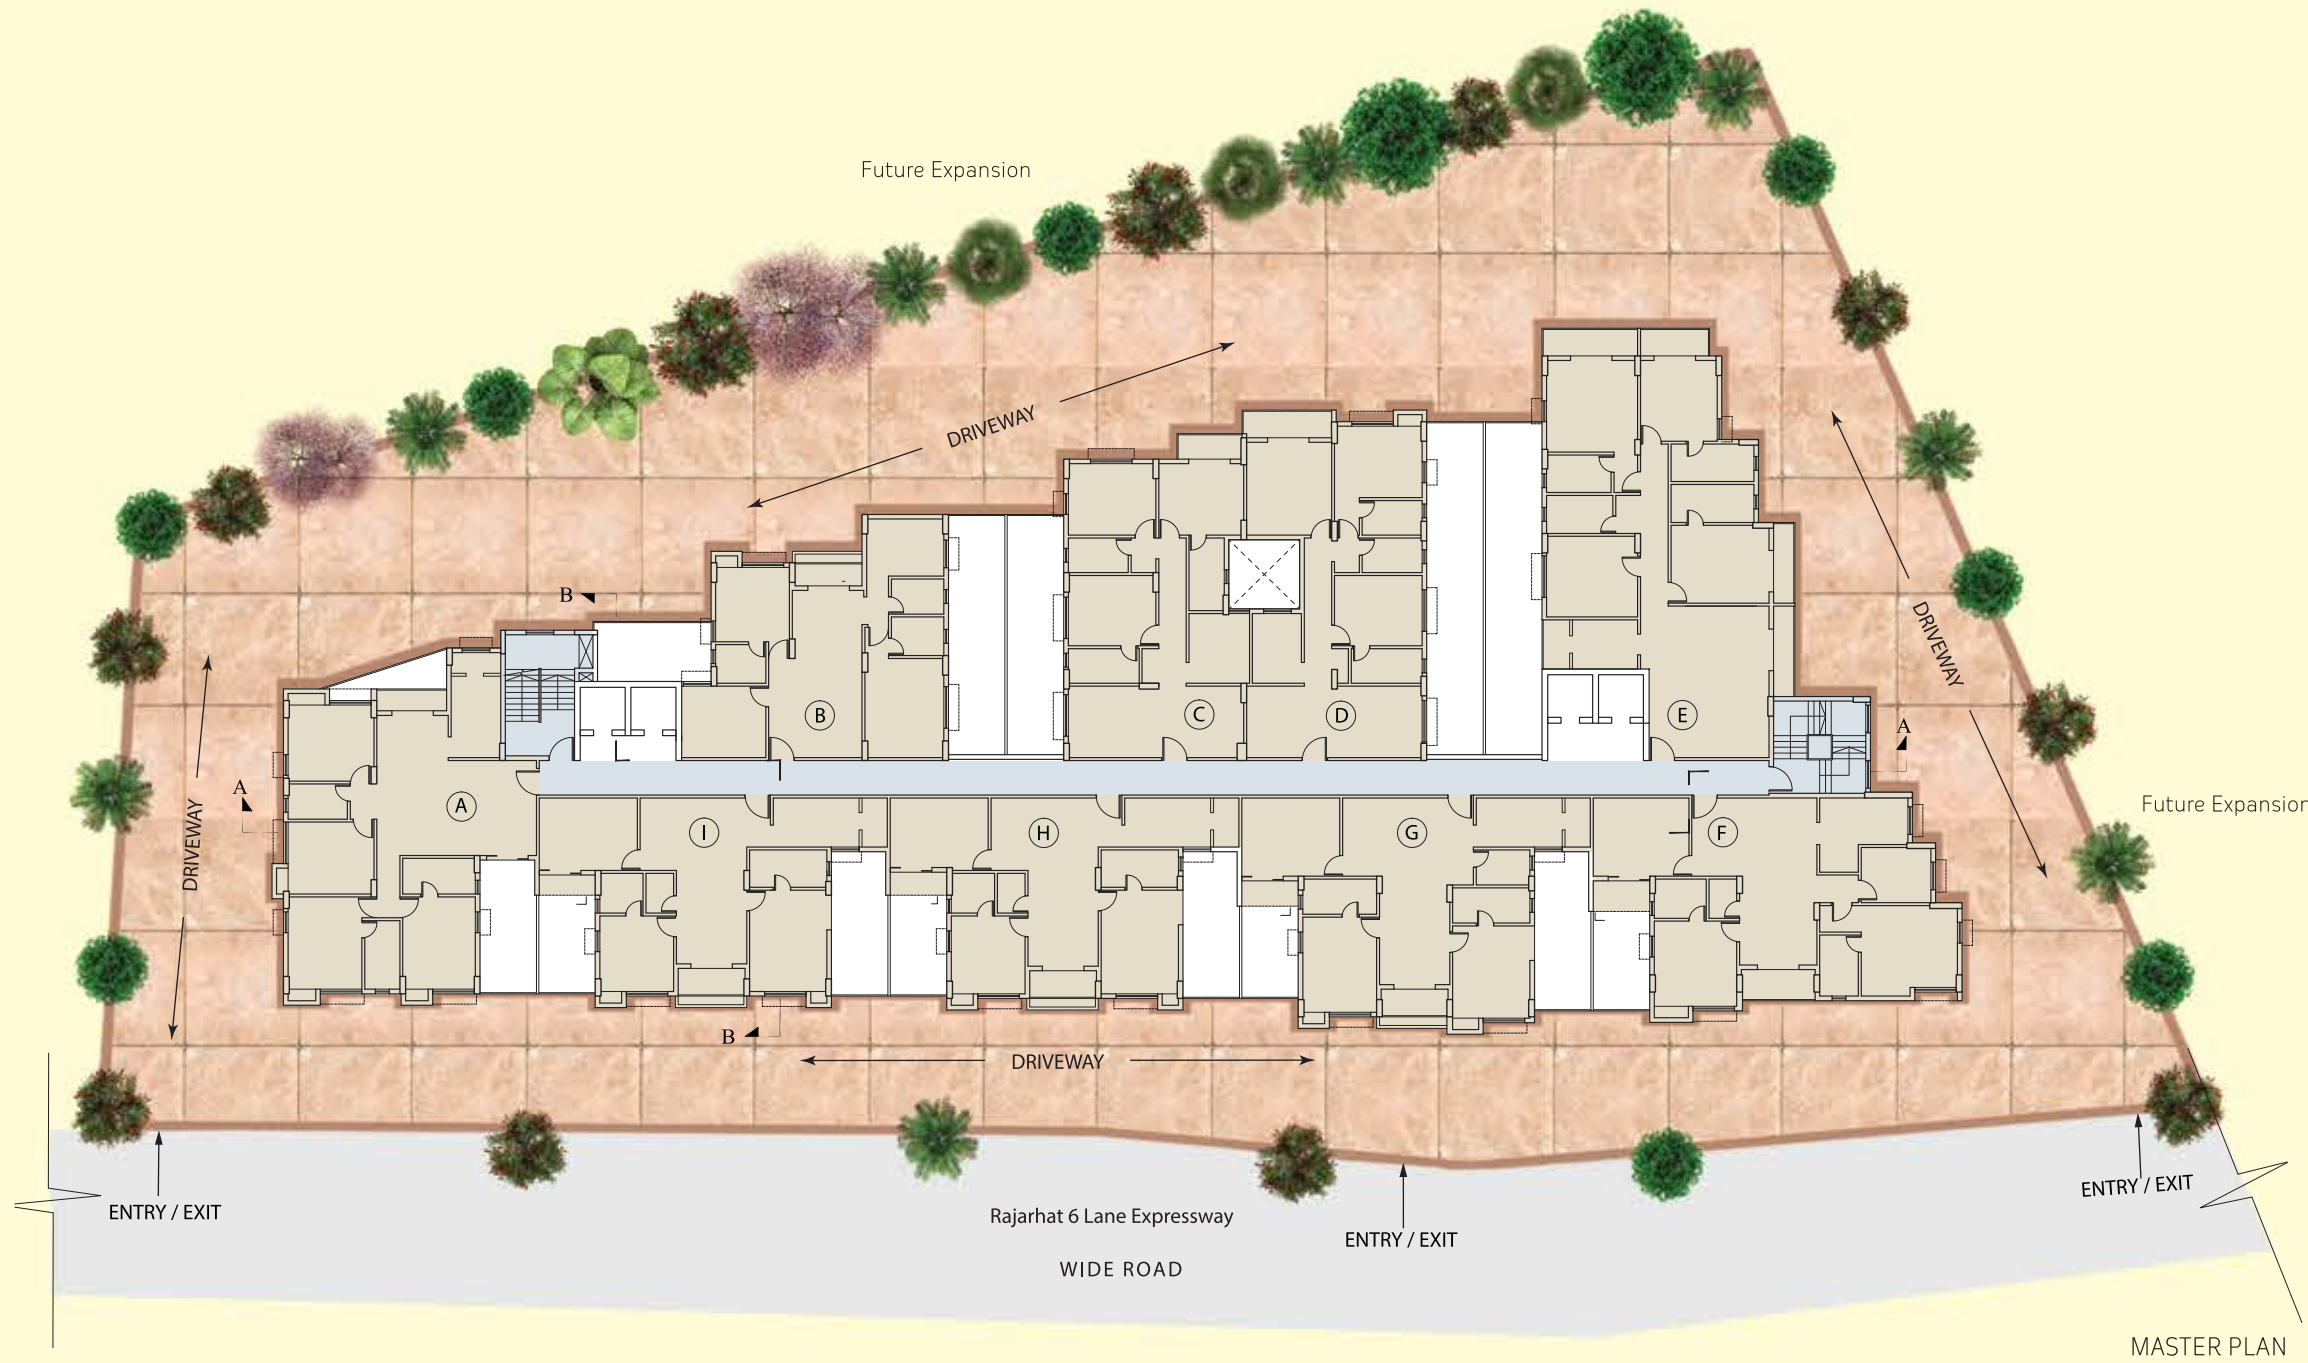 Future Expansion
DRIVEWAY
DRIVEWAY
B
B
C
D
E
A
A
DRIVEWAY
A
I
H
G
F
Future Expansion
B
DRIVEWAY
ENTRY / EXIT
ENTRY / EXIT
ENTRY / EXIT
Rajarhat 6 Lane Expressway
WIDE ROAD
MASTER PLAN